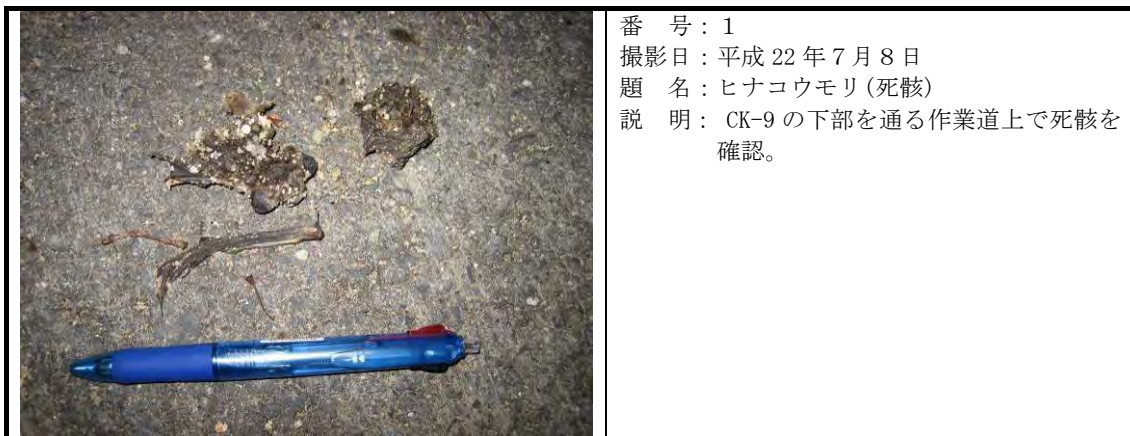 番　号：１
撮影日：平成 22 年７月８日
題　名：ヒナコウモリ(死骸)
説　明： CK-9 の下部を通る作業道上で死骸を
確認。